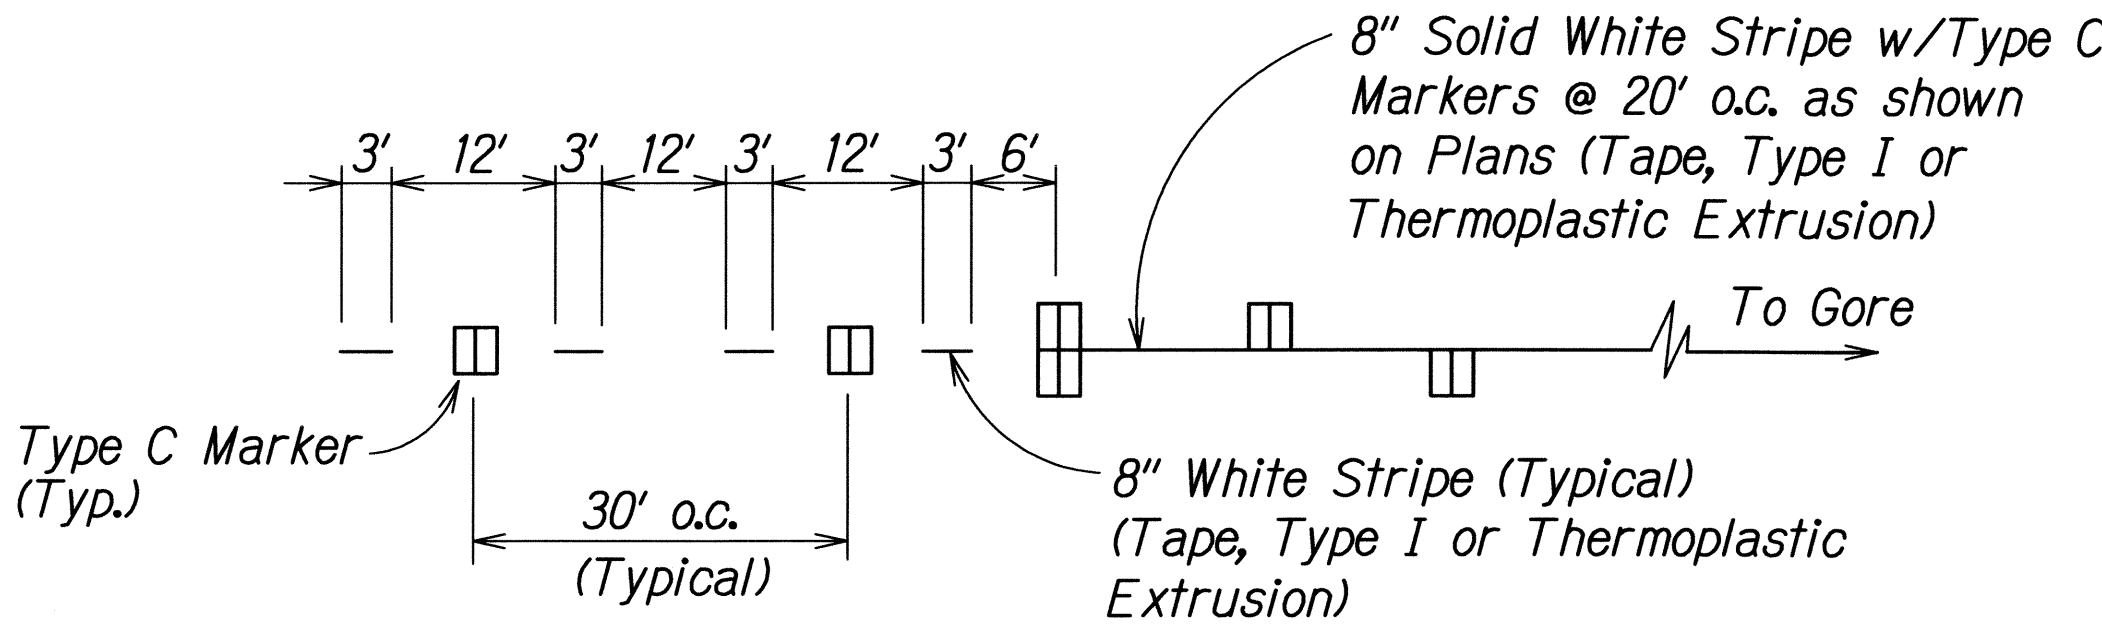 8" Solid White Stripe w/Type C
Markers @ 20' o.c. as shown
on Plans (Tape, Type I or
Thermoplastic Extrusion)
3' 12' 3' 12' 3' 12' 3' 6'
To Gore
Type C Marker
(Typ.)
30' o.c.
(Typical)
8" White Stripe (Typical)
(Tape, Type I or Thermoplastic
Extrusion)